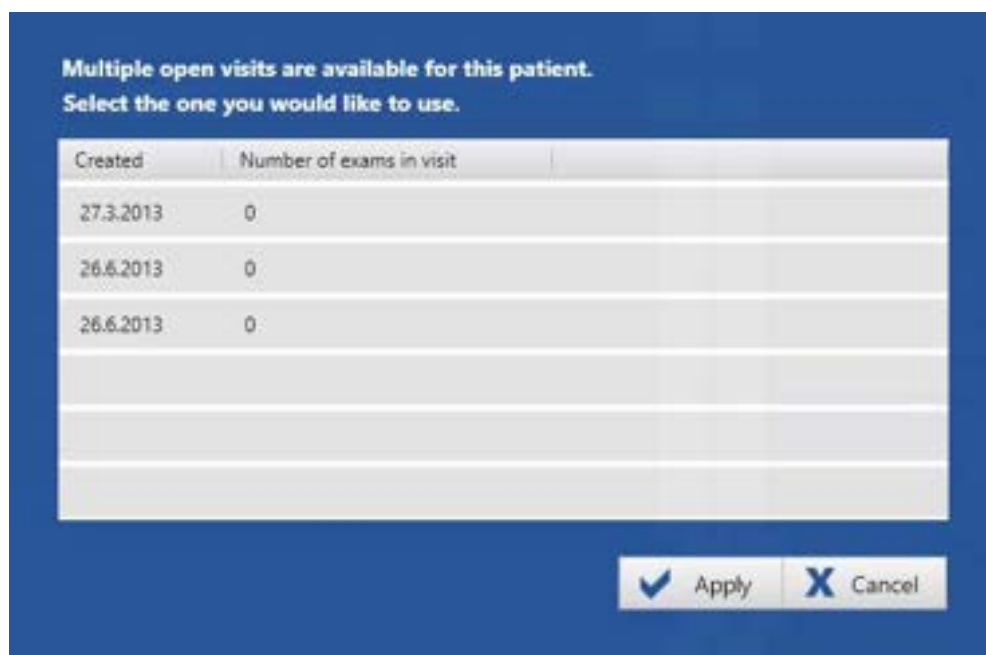 Multiple open visits are available for this patient.
Select the one you would like to use.
Created Number of exams in visit
27.3.2013 0
26.6.2013 0
26.6.2013 0
Apply Cancel